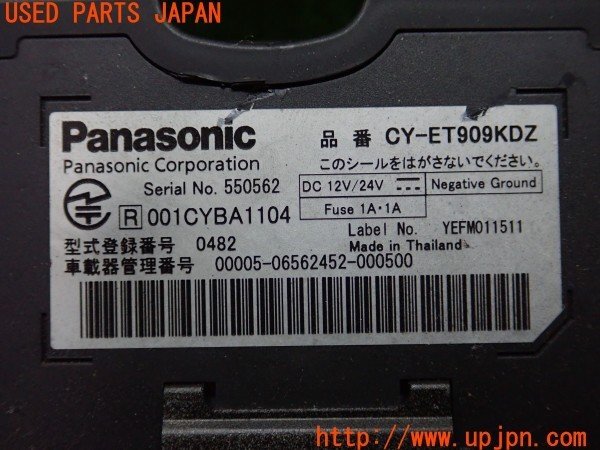 USED PARTS JAPAN
Panasonic 品番 CY-ET909KDZ
Panasonic Corporation このシールをはがさないでください。
Serial No. 550562 DC 12V/24V Negative Ground
R 001CYBA1104 Fuse 1A・1A
Label No. YEFM011511
型式登録番号 0482 Made in Thailand
車載器管理番号 00005-06562452-000500
UPJ
http://www.upjpn.com